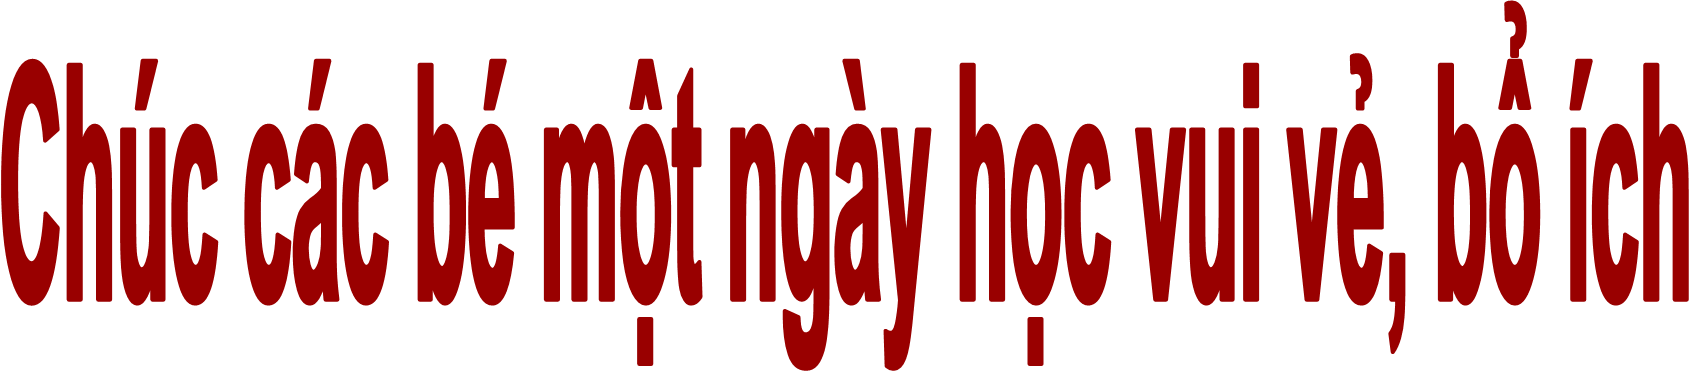 Chúc các bé một ngày học vui vẻ, bổ ích